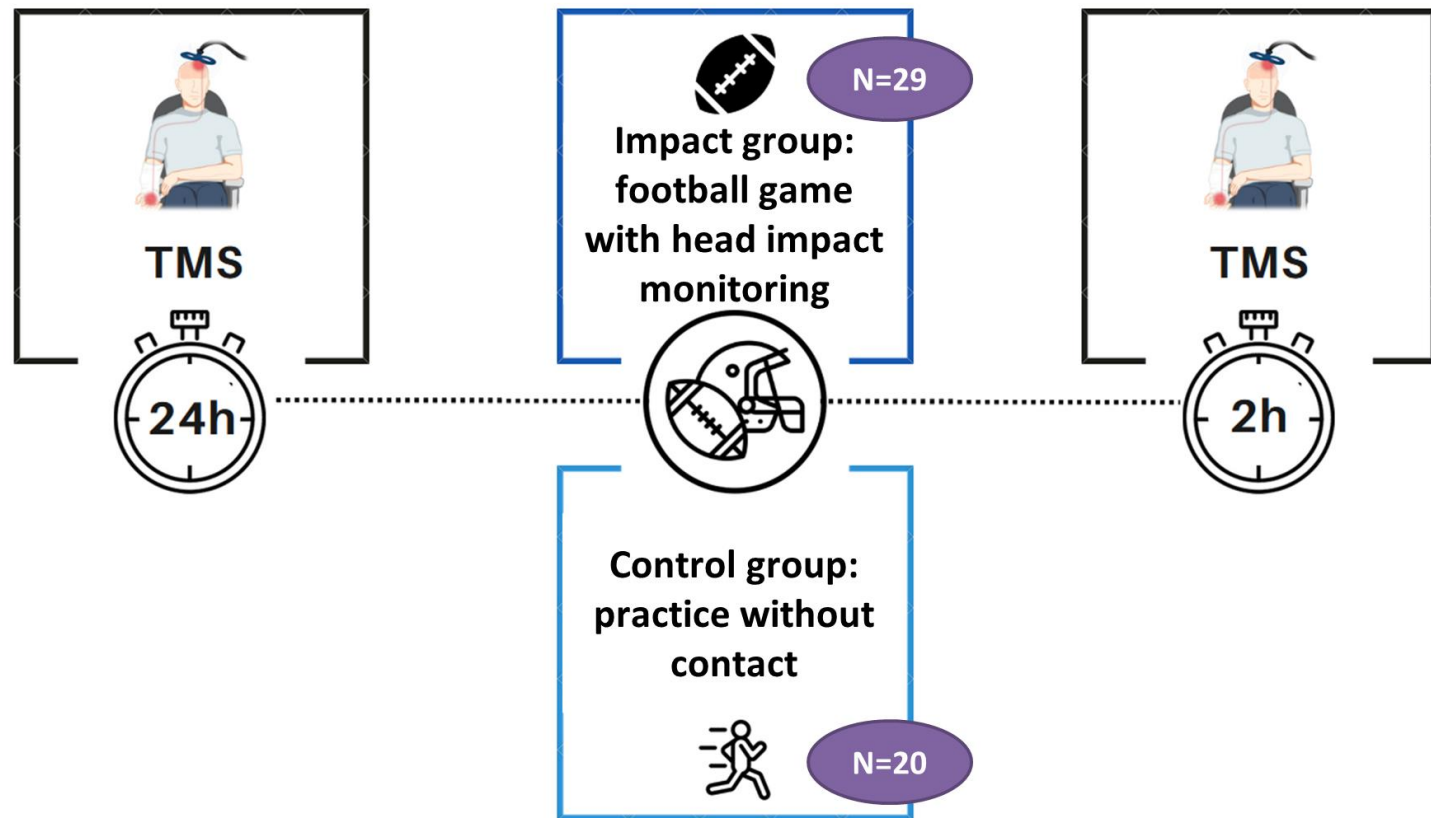 TMS
24h
N=29
Impact group:
football game
with head impact
monitoring
Control group:
practice without
contact
N=20
TMS
2h